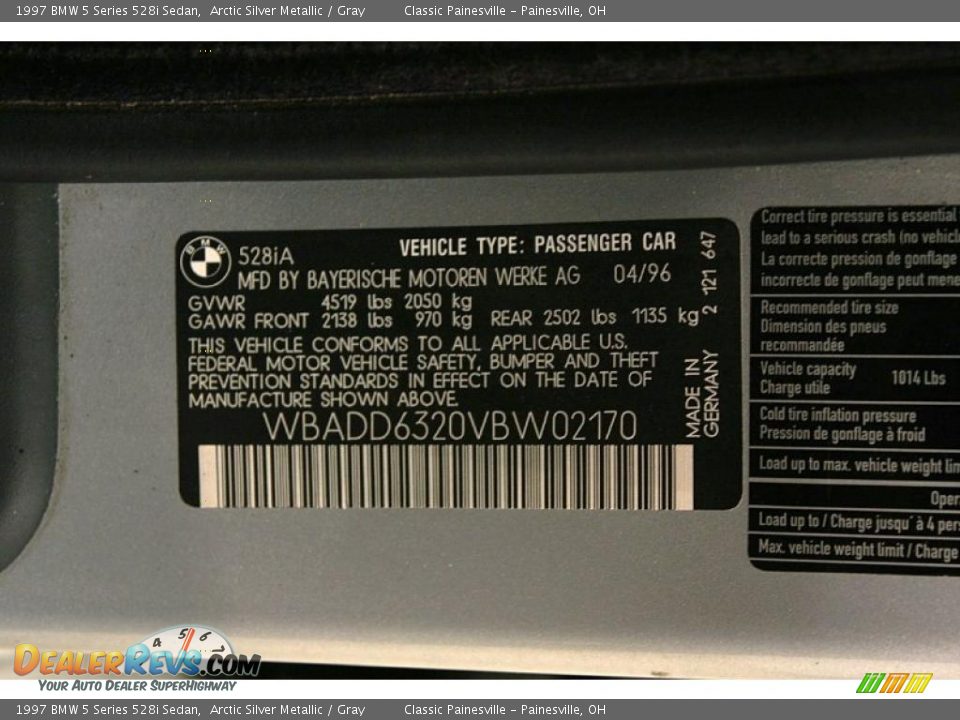 1997 BMW 5 Series 528i Sedan, Arctic Silver Metallic / Gray Classic Painesville – Painesville, OH
BMW
528iA
VEHICLE TYPE: PASSENGER CAR
MFD BY BAYERISCHE MOTOREN WERKE AG 04/96
GVWR 4519 lbs 2050 kg
GAWR FRONT 2138 lbs 970 kg REAR 2502 lbs 1135 kg
THIS VEHICLE CONFORMS TO ALL APPLICABLE U.S.
FEDERAL MOTOR VEHICLE SAFETY, BUMPER AND THEFT
PREVENTION STANDARDS IN EFFECT ON THE DATE OF
MANUFACTURE SHOWN ABOVE.
WBADD6320VBW02170
2 121 647
MADE IN
GERMANY
Correct tire pressure is essential
lead to a serious crash (no vehicl
La correcte pression de gonflage
incorrecte de gonflage peut mene
Recommended tire size
Dimension des pneus
recommandée
Vehicle capacity
Charge utile
1014 Lbs
Cold tire inflation pressure
Pression de gonflage à froid
Load up to max. vehicle weight lim
Oper
Load up to / Charge jusqu´à 4 pers
Max. vehicle weight limit / Charge
4 5 6 7
DEALERREVS.COM
YOUR AUTO DEALER SUPERHIGHWAY
1997 BMW 5 Series 528i Sedan, Arctic Silver Metallic / Gray Classic Painesville – Painesville, OH